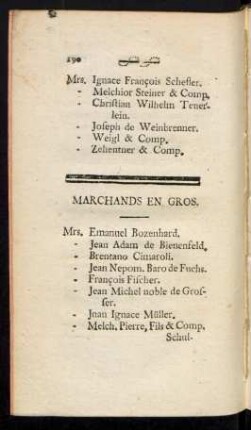 190
Mrs. Ignace François Scheffer.
- Melchior Steiner & Comp.
- Christian Wilhelm Tener-
lein.
- Joseph de Weinbrenner.
- Weigl & Comp.
- Zehentner & Comp.
MARCHANDS EN GROS.
Mrs. Emanuel Bozenhard.
- Jean Adam de Bienenfeld.
- Brentano Cimaroli.
- Jean Nepom. Baro de Fuchs.
- François Fischer.
- Jean Michel noble de Gros-
ser.
- Jean Ignace Müller.
- Melch. Pierre, Fils & Comp.
Schul-